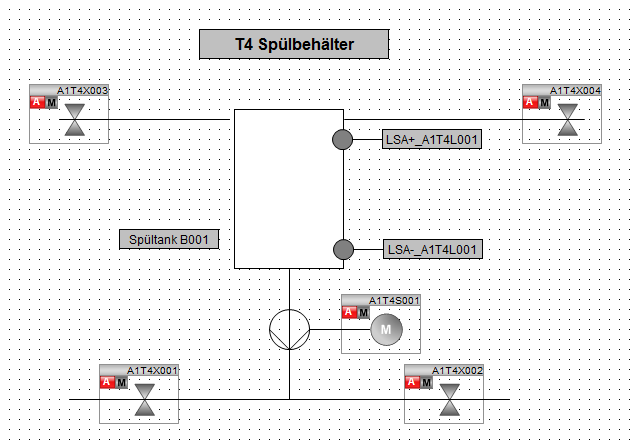 T4 Spülbehälter
A1T4X003
A M
A1T4X004
A M
LSA+_A1T4L001
Spültank B001
LSA-_A1T4L001
A1T4S001
A M
M
A1T4X001
A M
A1T4X002
A M